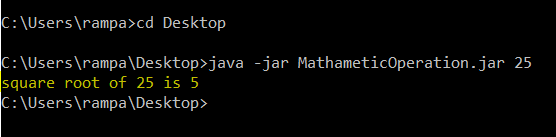 C:\Users\rampa>cd Desktop
C:\Users\rampa\Desktop>java -jar MathameticOperation.jar 25
square root of 25 is 5
C:\Users\rampa\Desktop>